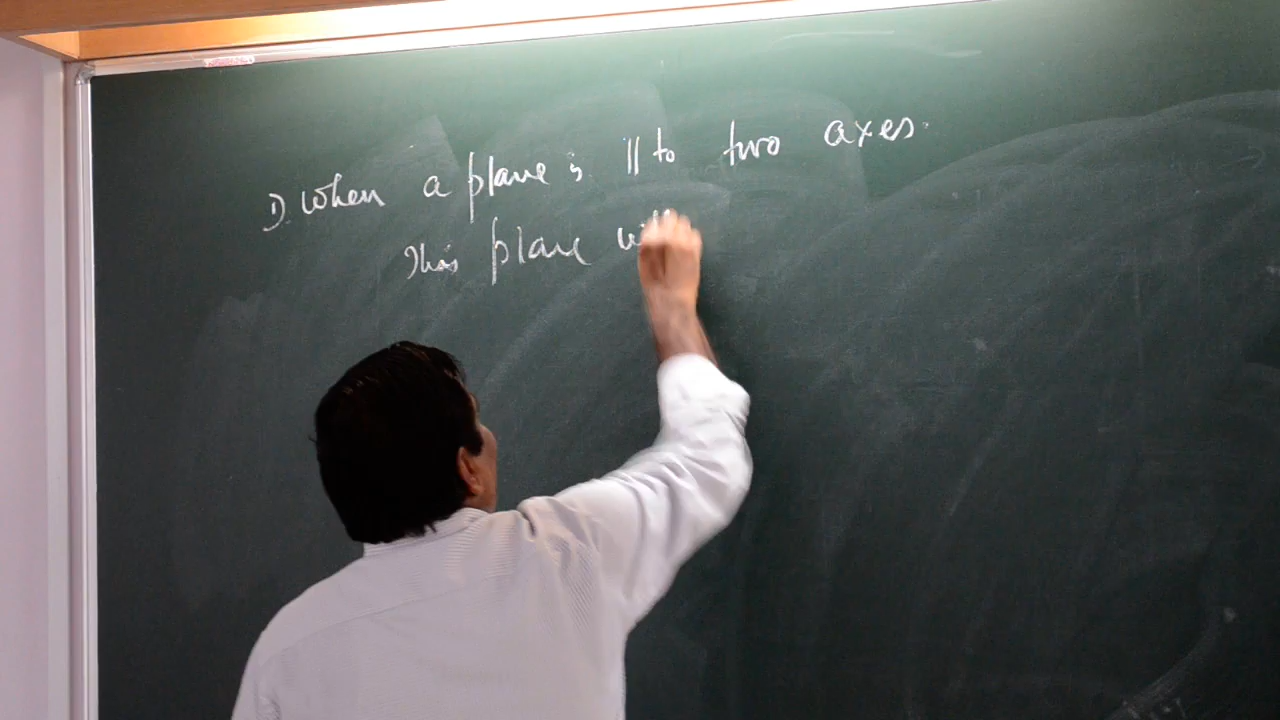 1) When a plane is || to two axes.
This plane